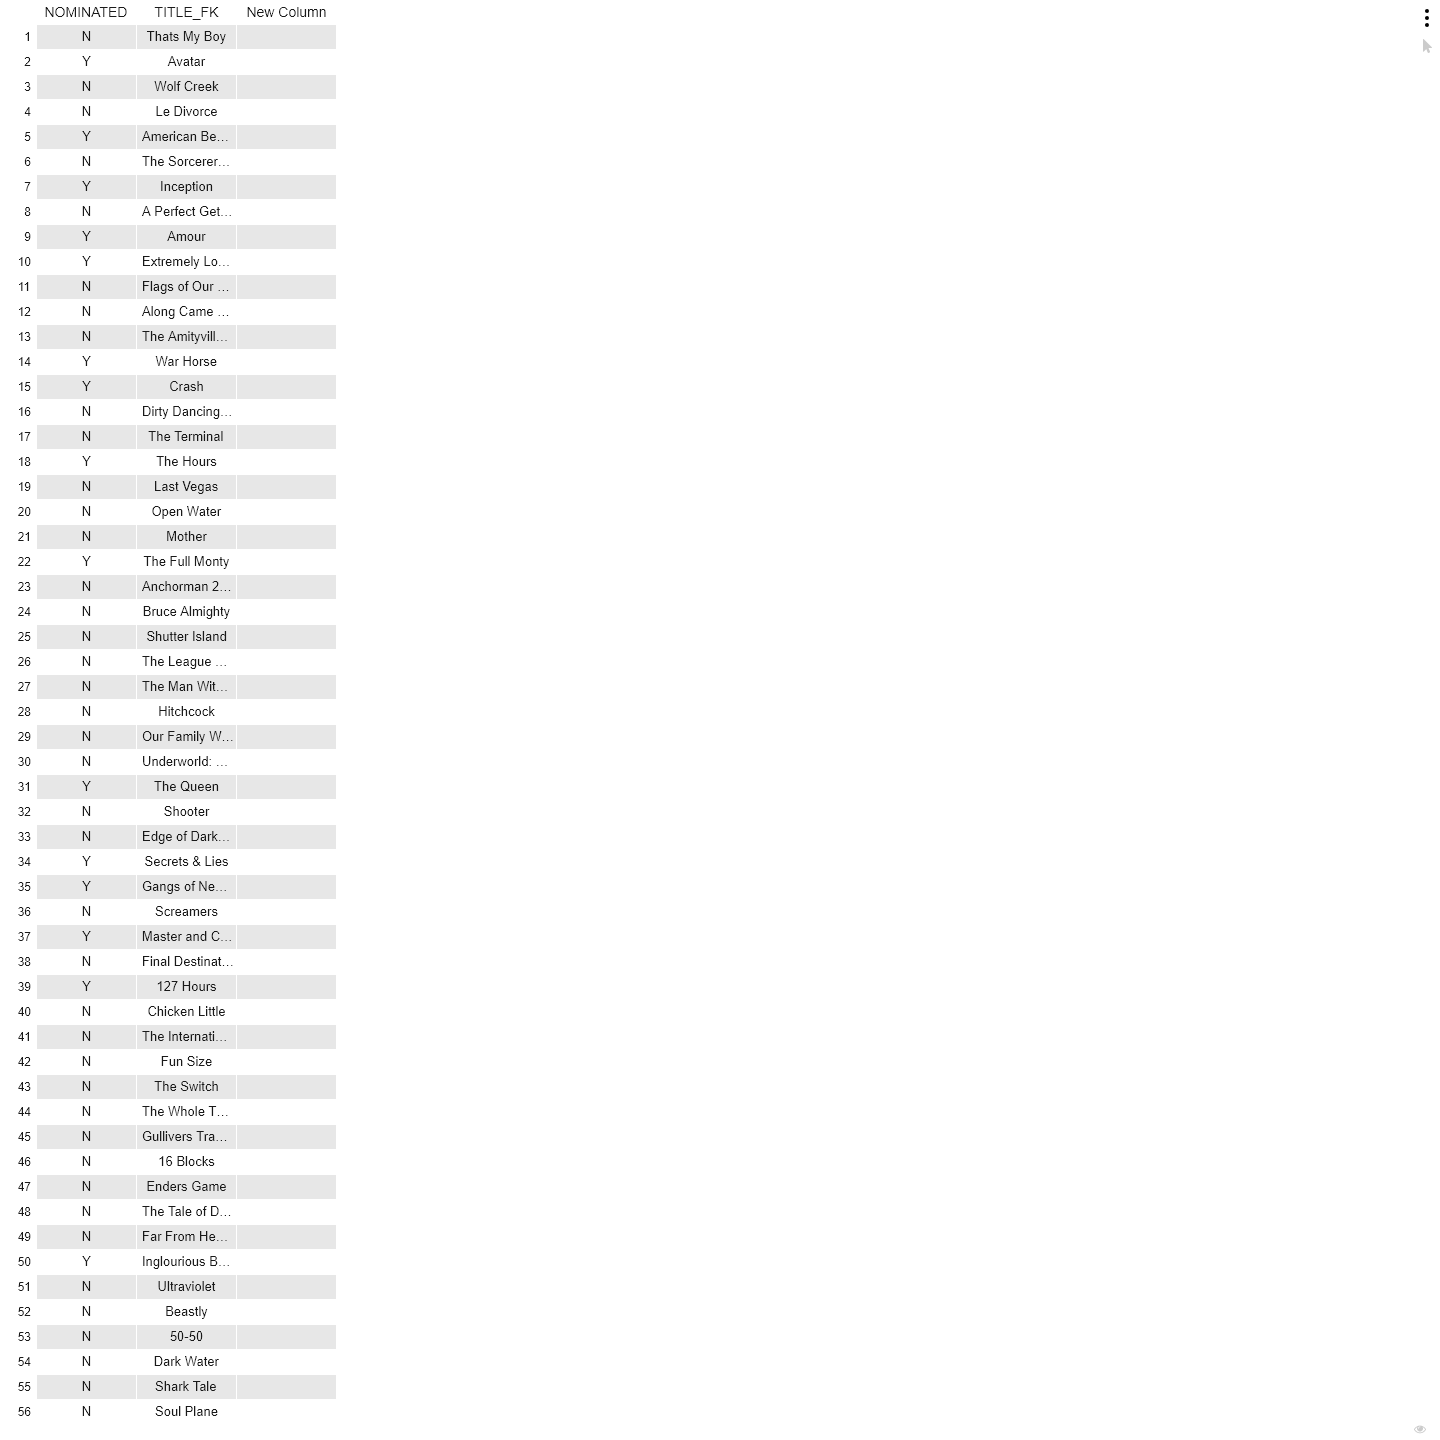 NOMINATED TITLE_FK New Column
1 N Thats My Boy
2 Y Avatar
3 N Wolf Creek
4 N Le Divorce
5 Y American Be...
6 N The Sorcerer...
7 Y Inception
8 N A Perfect Get...
9 Y Amour
10 Y Extremely Lo...
11 N Flags of Our ...
12 N Along Came ...
13 N The Amityvill...
14 Y War Horse
15 Y Crash
16 N Dirty Dancing...
17 N The Terminal
18 Y The Hours
19 N Last Vegas
20 N Open Water
21 N Mother
22 Y The Full Monty
23 N Anchorman 2...
24 N Bruce Almighty
25 N Shutter Island
26 N The League ...
27 N The Man Wit...
28 N Hitchcock
29 N Our Family W...
30 N Underworld: ...
31 Y The Queen
32 N Shooter
33 N Edge of Dark...
34 Y Secrets & Lies
35 Y Gangs of Ne...
36 N Screamers
37 Y Master and C...
38 N Final Destinat...
39 Y 127 Hours
40 N Chicken Little
41 N The Internati...
42 N Fun Size
43 N The Switch
44 N The Whole T...
45 N Gullivers Tra...
46 N 16 Blocks
47 N Enders Game
48 N The Tale of D...
49 N Far From He...
50 Y Inglourious B...
51 N Ultraviolet
52 N Beastly
53 N 50-50
54 N Dark Water
55 N Shark Tale
56 N Soul Plane